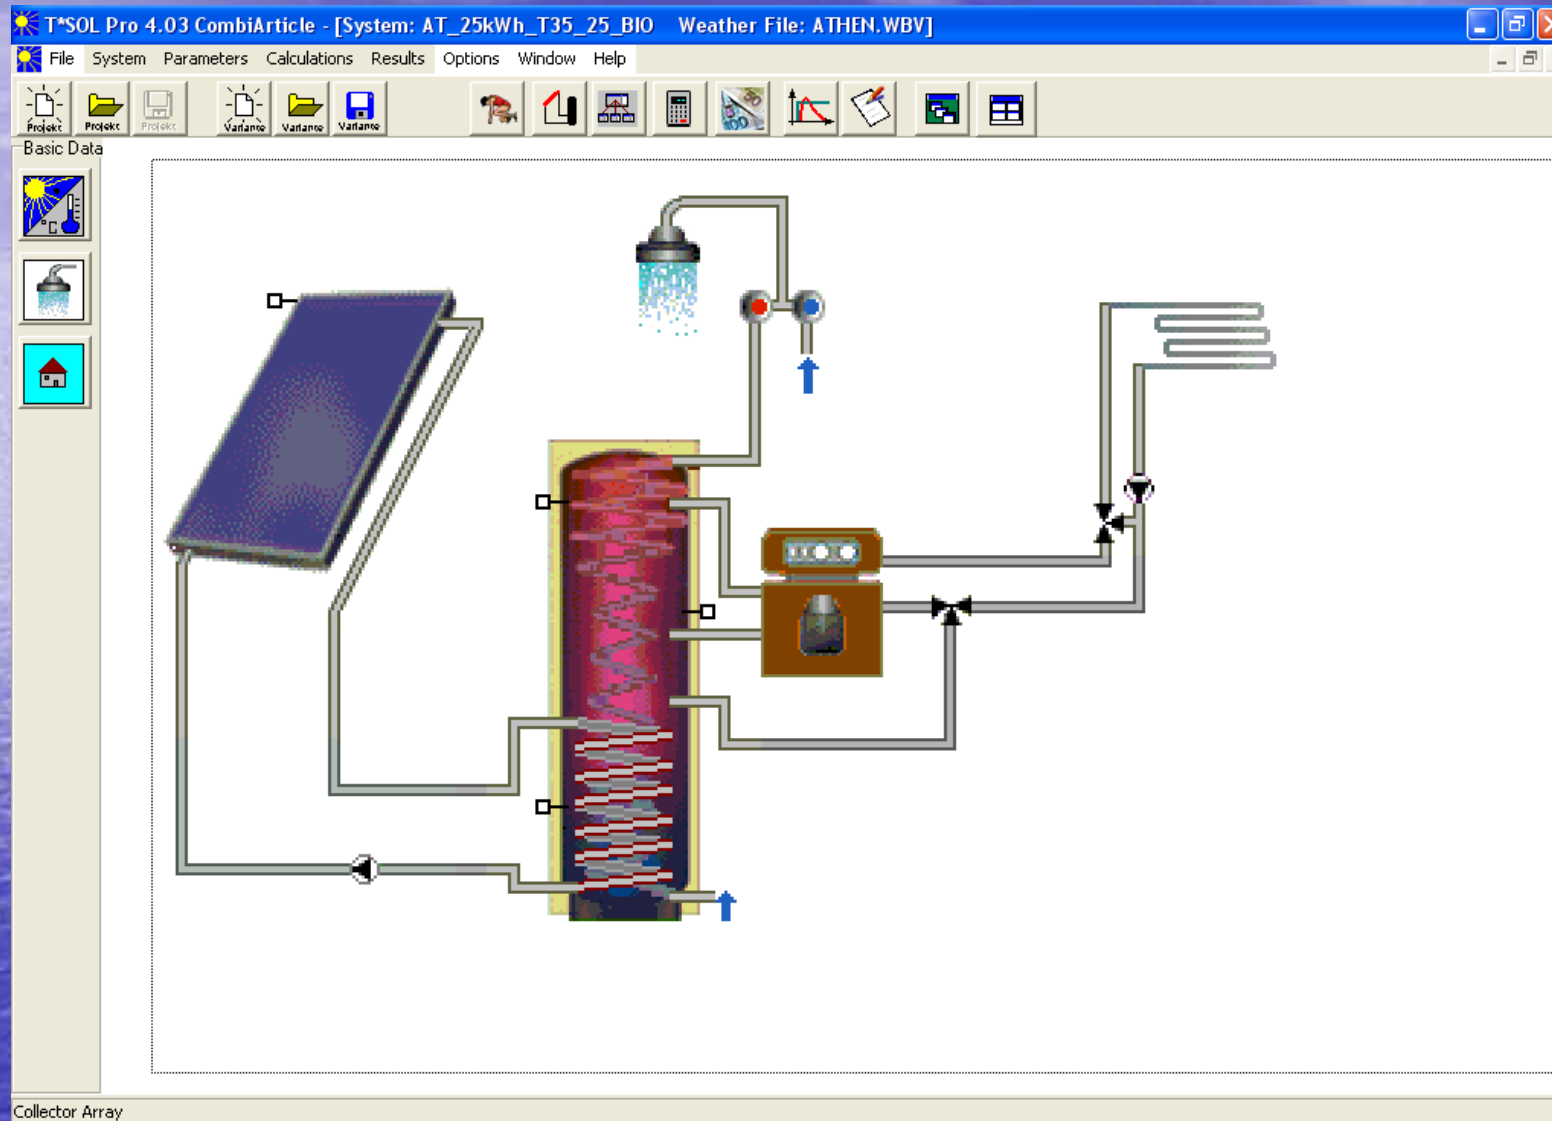 T*SOL Pro 4.03 CombiArticle - [System: AT_25kWh_T35_25_BIO    Weather File: ATHEN.WBV]
File System Parameters Calculations Results Options Window Help
Projekt Projekt Projekt Variante Variante Variante
100
Basic Data
°C
Collector Array